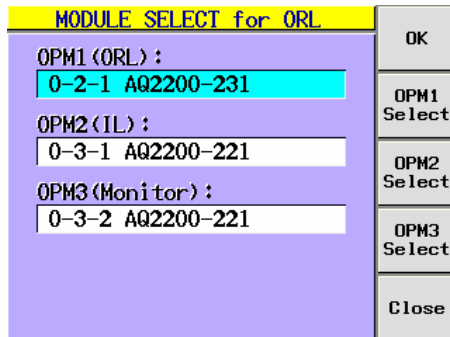 MODULE SELECT for ORL
OPM1(ORL):
0-2-1 AQ2200-231
OPM2(IL):
0-3-1 AQ2200-221
OPM3(Monitor):
0-3-2 AQ2200-221
OK
OPM1
Select
OPM2
Select
OPM3
Select
Close